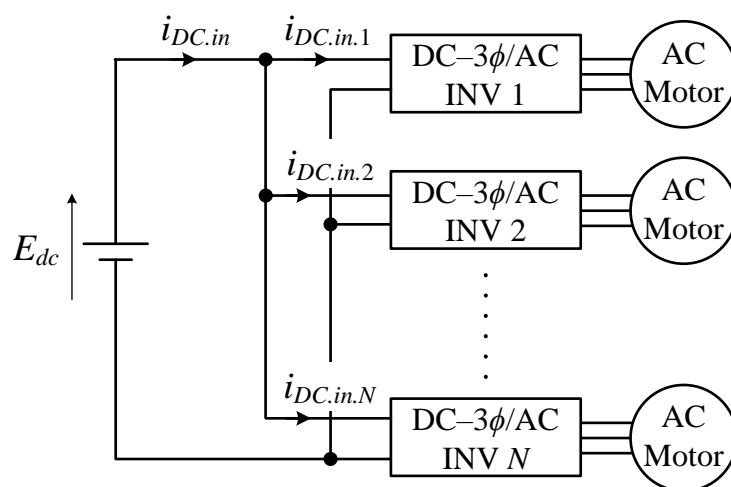 i_{DC.in}
i_{DC.in.1}
DC–3ϕ/AC
INV 1
AC
Motor
i_{DC.in.2}
DC–3ϕ/AC
INV 2
AC
Motor
E_{dc}
i_{DC.in.N}
DC–3ϕ/AC
INV N
AC
Motor